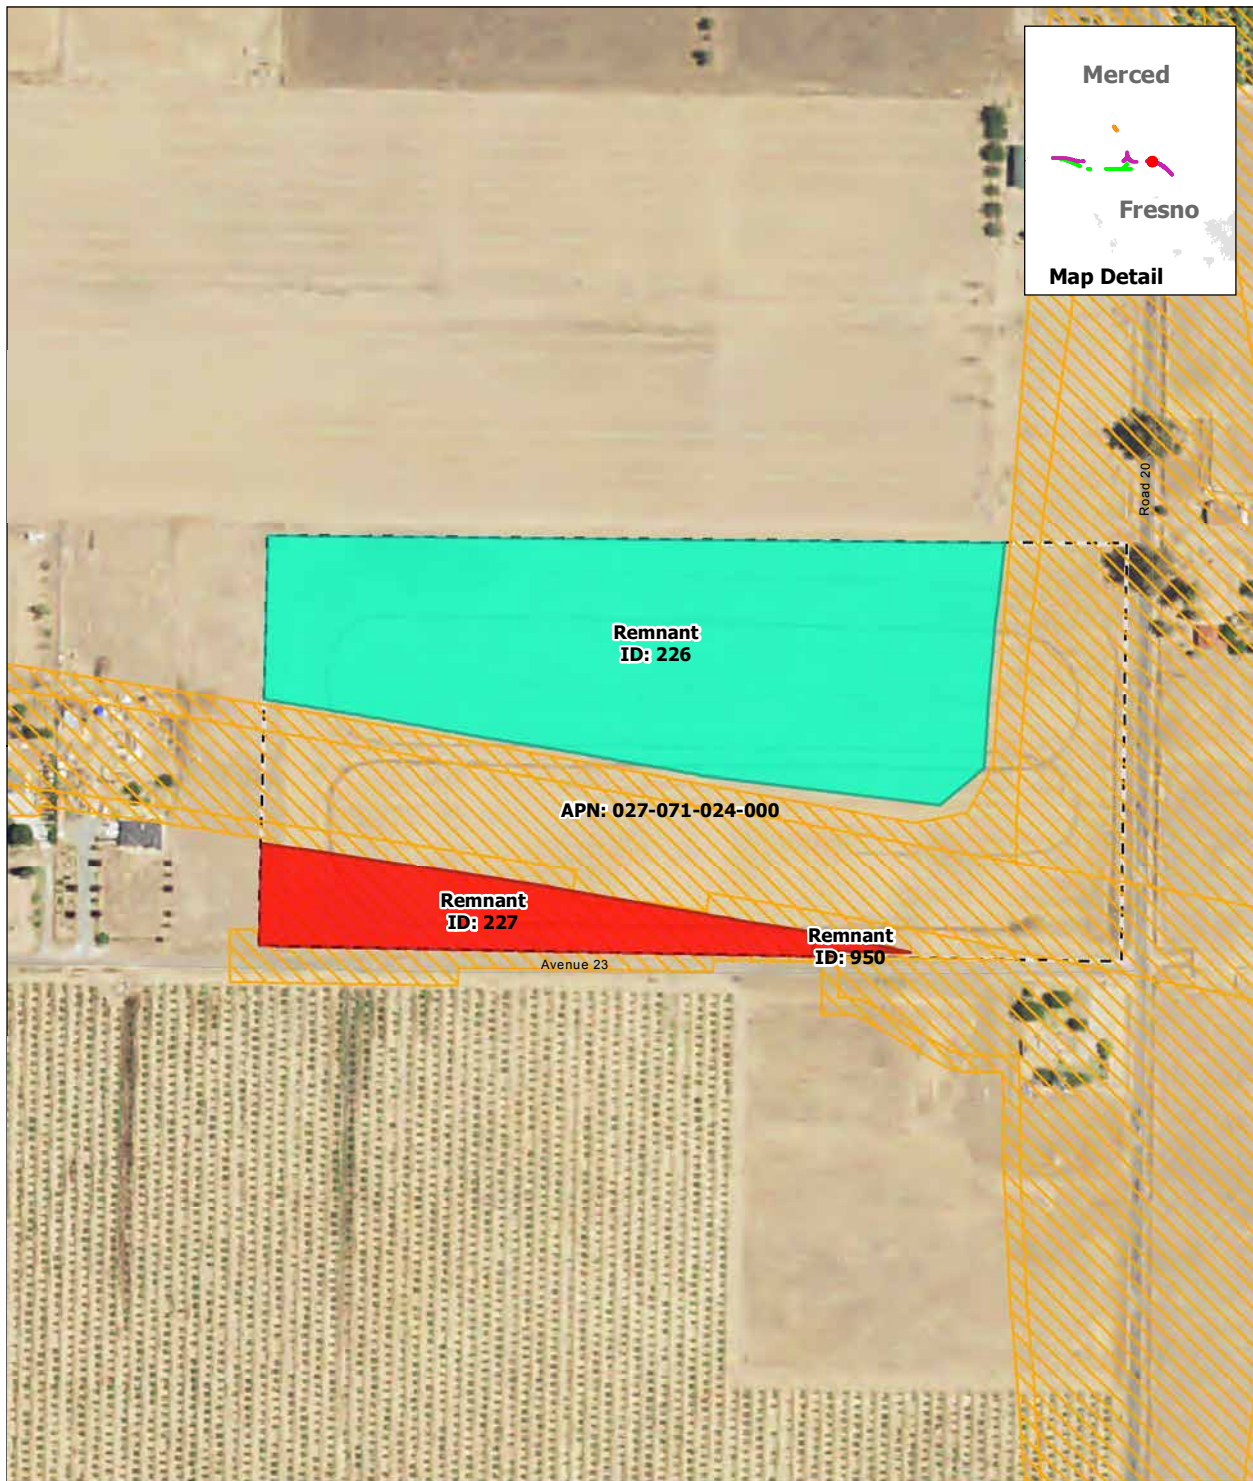 Merced
Fresno
Map Detail
Road 20
Remnant
ID: 226
APN: 027-071-024-000
Remnant
ID: 227
Remnant
ID: 950
Avenue 23